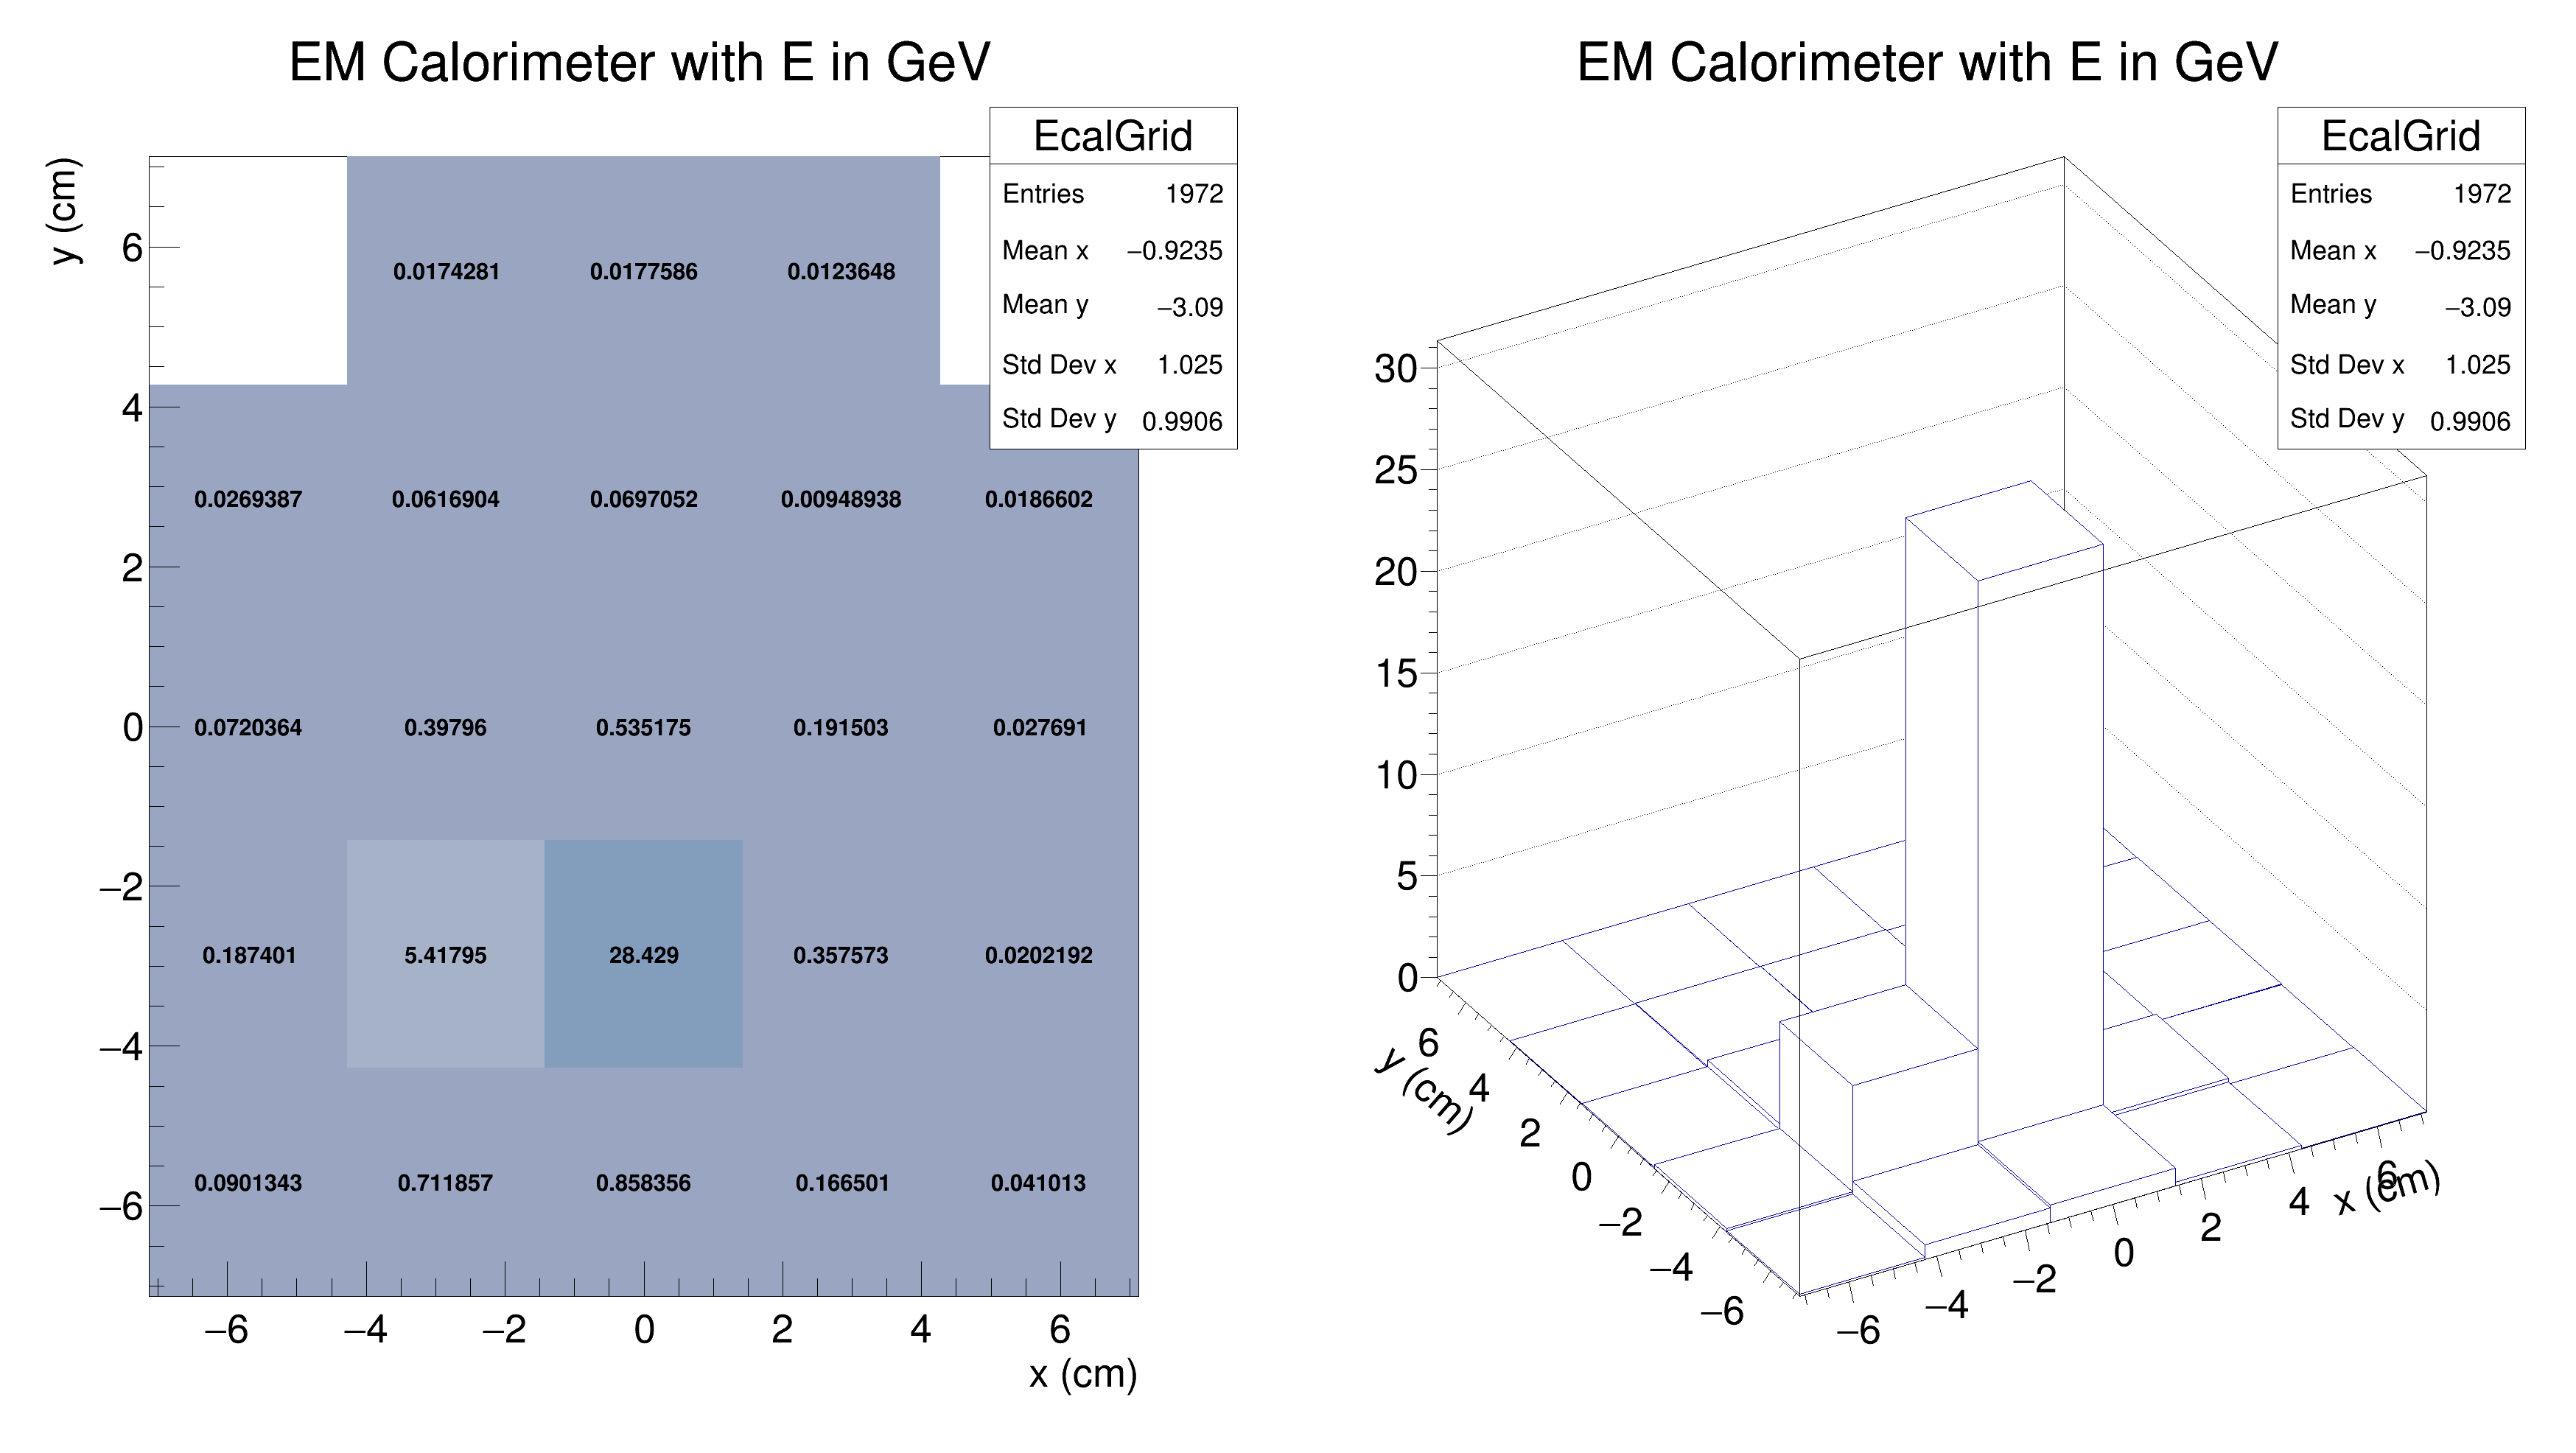 EM Calorimeter with E in GeV
EcalGrid
Entries 1972
Mean x −0.9235
Mean y −3.09
Std Dev x 1.025
Std Dev y 0.9906
y (cm)
6
4
2
0
−2
−4
−6
0.0174281 0.0177586 0.0123648
0.0269387 0.0616904 0.0697052 0.00948938 0.0186602
0.0720364 0.39796 0.535175 0.191503 0.027691
0.187401 5.41795 28.429 0.357573 0.0202192
0.0901343 0.711857 0.858356 0.166501 0.041013
−6 −4 −2 0 2 4 6
x (cm)
EM Calorimeter with E in GeV
EcalGrid
Entries 1972
Mean x −0.9235
Mean y −3.09
Std Dev x 1.025
Std Dev y 0.9906
30
25
20
15
10
5
0
y (cm)
6
4
2
0
−2
−4
−6
−6 −4 −2 0 2 4 6
x (cm)